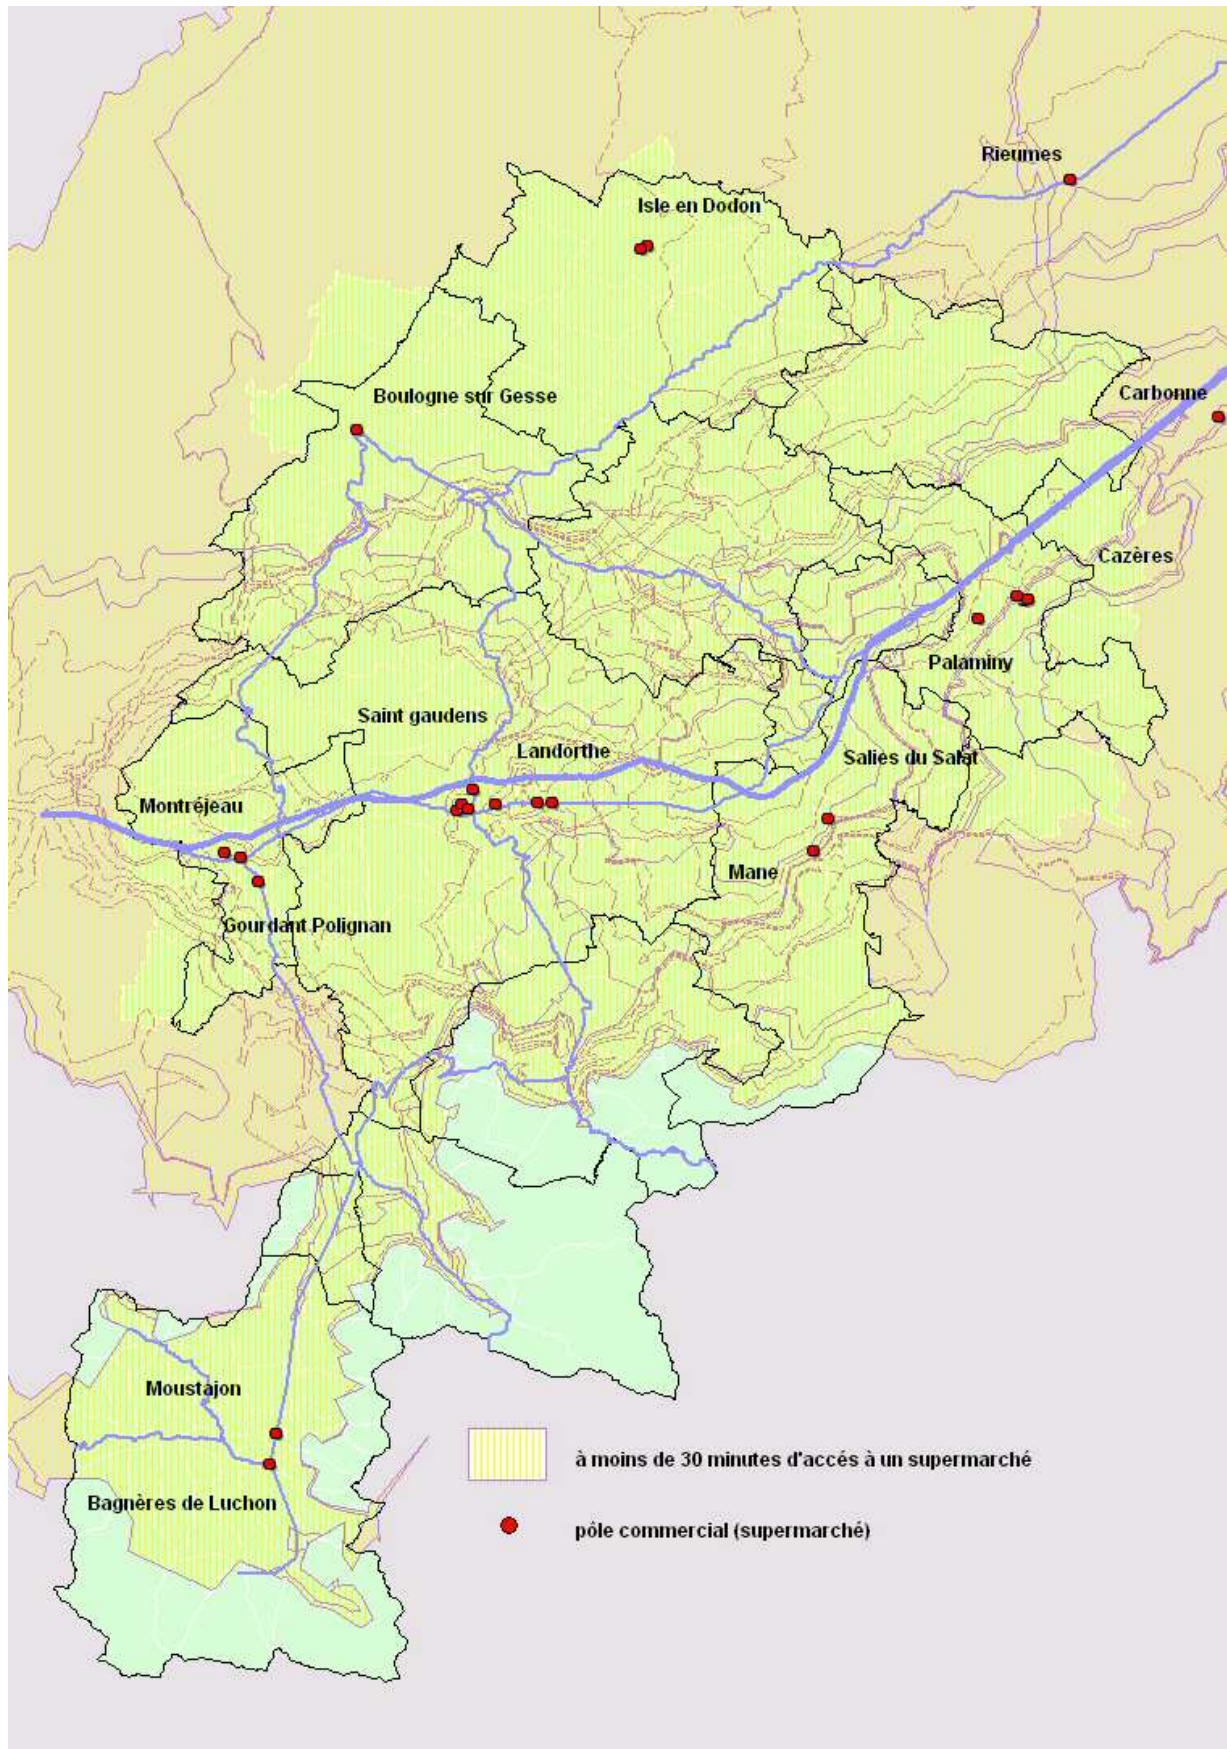 Rieumes
Isle en Dodon
Boulogne sur Gesse
Carbonne
Cazères
Palaminy
Saint gaudens
Landorthe
Salies du Salat
Montréjeau
Mane
Gourdant Polignan
Moustajon
Bagnères de Luchon
à moins de 30 minutes d'accés à un supermarché
pôle commercial (supermarché)